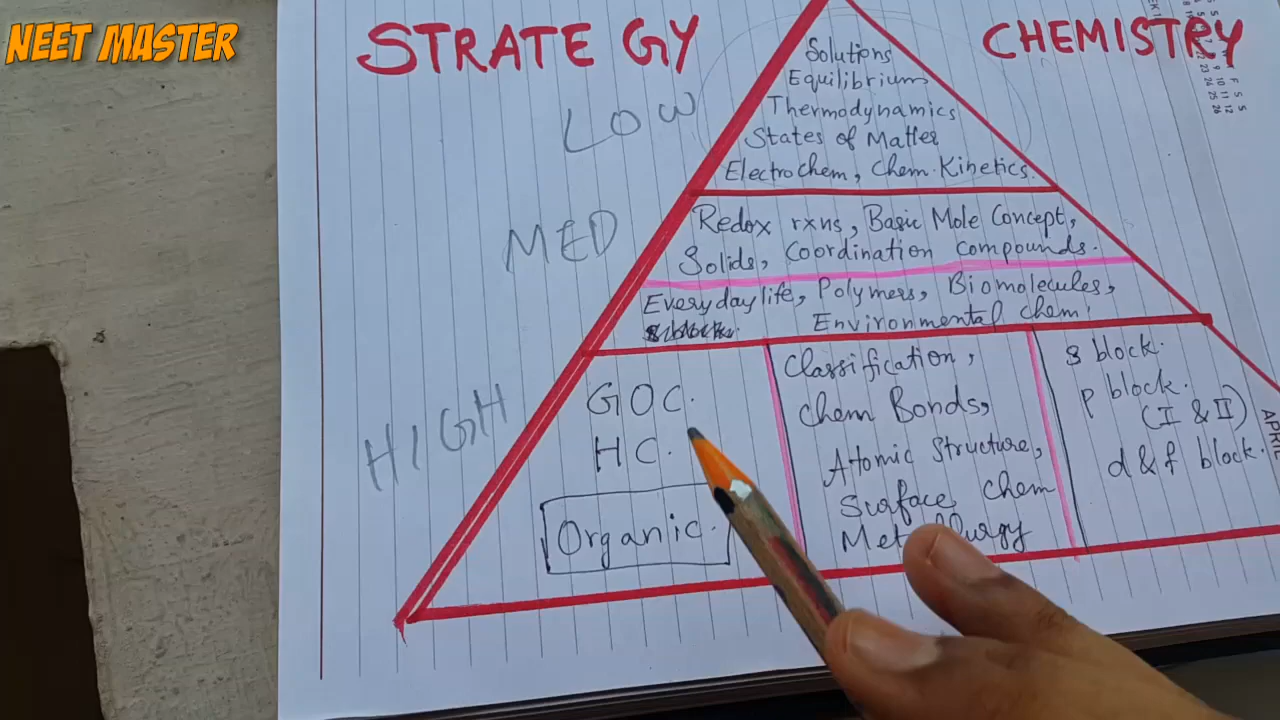 NEET MASTER
STRATEGY CHEMISTRY
Solutions
Equilibrium
Thermodynamics
States of Matter
Electrochem, Chem. Kinetics.
LOW
Redox rxns, Basic Mole Concept,
Solids, Coordination compounds.
MED
Everyday life, Polymers, Biomolecules,
Environmental chem.
HIGH
GOC.
HC.
Organic.
Classification,
Chem Bonds,
Atomic Structure,
Surface Chem
Metallurgy
s block.
p block.
(I & II)
d & f block.
APRIL